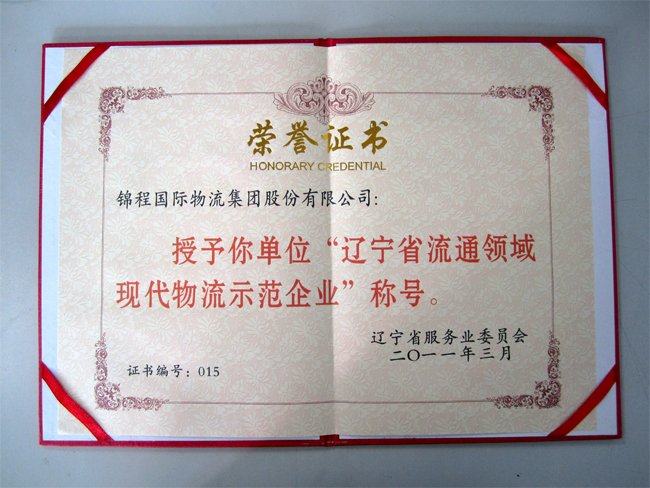 荣誉证书
HONORARY CREDENTIAL
锦程国际物流集团股份有限公司:
授予你单位“辽宁省流通领域
现代物流示范企业”称号。
辽宁省服务业委员会
二〇一一年三月
证书编号：015